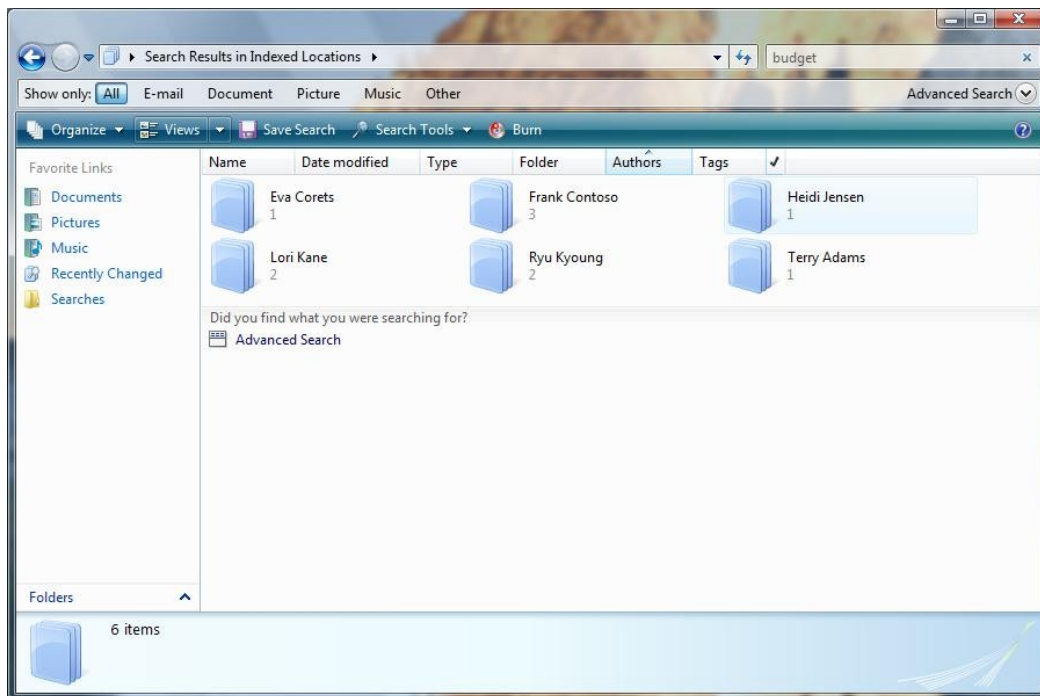 Search Results in Indexed Locations
budget
Show only: All E-mail Document Picture Music Other Advanced Search
Organize Views Save Search Search Tools Burn
Favorite Links
Documents
Pictures
Music
Recently Changed
Searches
Folders
Name Date modified Type Folder Authors Tags
Eva Corets
1
Frank Contoso
3
Heidi Jensen
1
Lori Kane
2
Ryu Kyoung
2
Terry Adams
1
Did you find what you were searching for?
Advanced Search
6 items